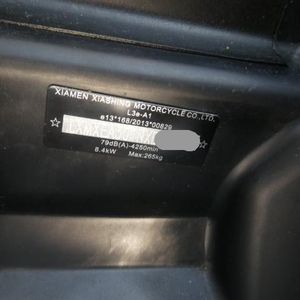 XIAMEN XIASHING MOTORCYCLE CO.,LTD.
L3e-A1
e13*168/2013*00829
79dB(A)-4250min
8.4kW Max:265kg